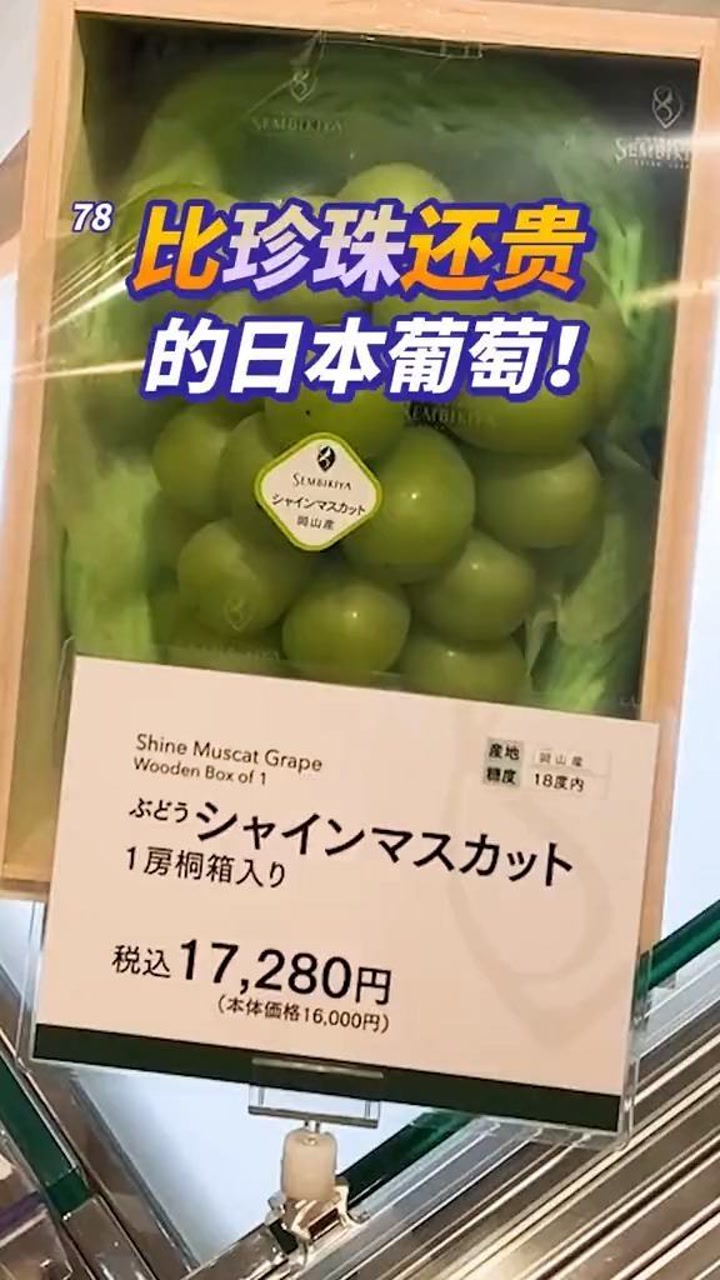 SEMBIKIYA
SEMBIKIYA
78
比珍珠还贵
的日本葡萄!
SEMBIKIYA
SEMBIKIYA
シャインマスカット
岡山産
Shine Muscat Grape
Wooden Box of 1
産地 岡山産
糖度 18度内
ぶどう シャインマスカット
1房桐箱入り
税込17,280円
(本体価格16,000円)